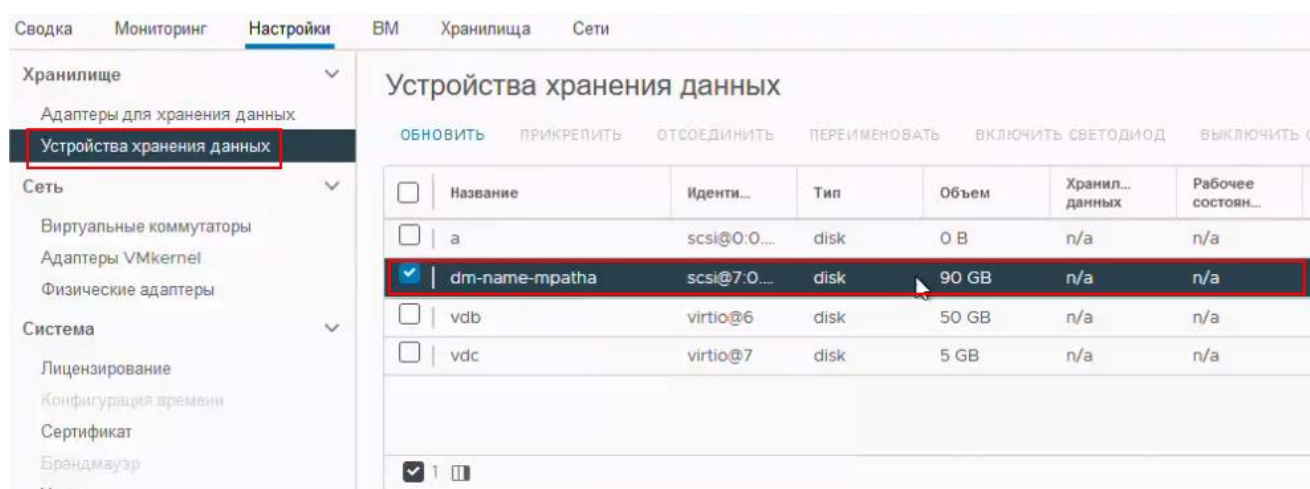 Сводка Мониторинг Настройки ВМ Хранилища Сети
Хранилище
Адаптеры для хранения данных
Устройства хранения данных
Сеть
Виртуальные коммутаторы
Адаптеры VMkernel
Физические адаптеры
Система
Лицензирование
Конфигурация времени
Сертификат
Брандмауэр
Устройства хранения данных
ОБНОВИТЬ ПРИКРЕПИТЬ ОТСОЕДИНИТЬ ПЕРЕИМЕНОВАТЬ ВКЛЮЧИТЬ СВЕТОДИОД ВЫКЛЮЧИТЬ
Название Иденти... Тип Объем Хранил... данных Рабочее состоян...
a scsi@0:0.... disk 0 B n/a n/a
dm-name-mpatha scsi@7:0.... disk 90 GB n/a n/a
vdb virtio@6 disk 50 GB n/a n/a
vdc virtio@7 disk 5 GB n/a n/a
1